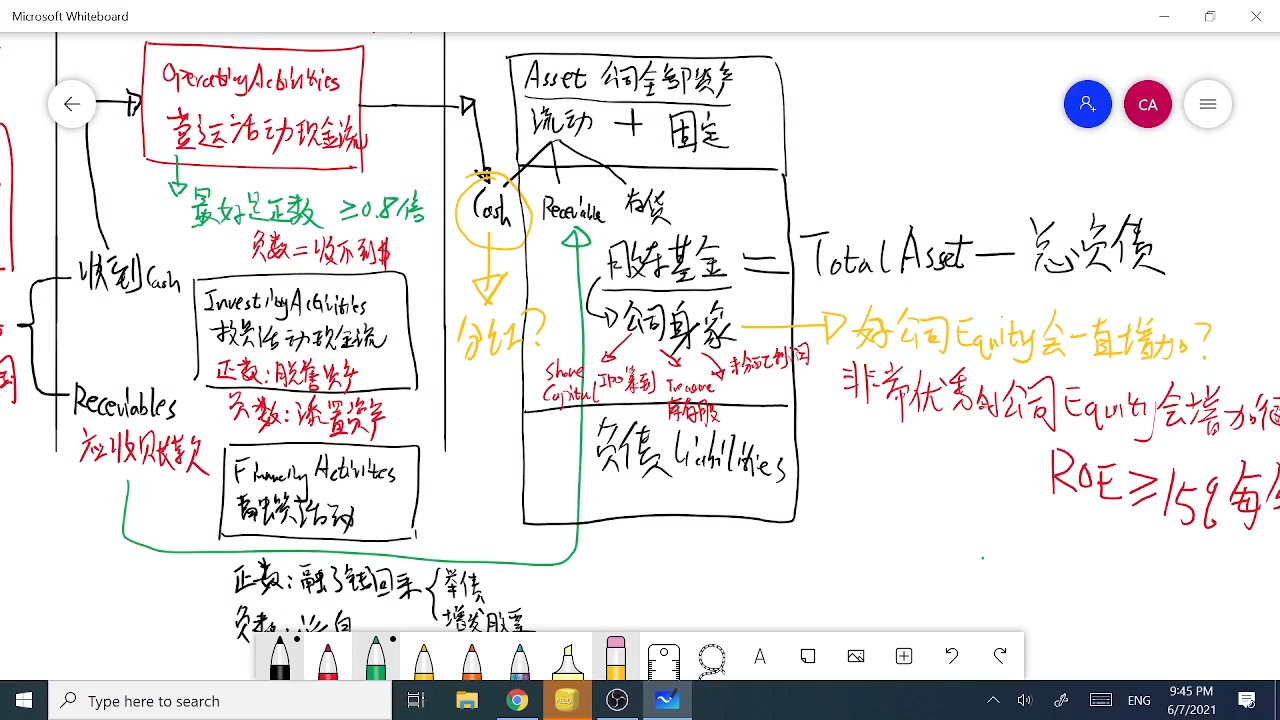 Microsoft Whiteboard
Operating Activities
营运活动现金流
最好是正数 ≥0.8倍
负数=收不到$
收到Cash
Investing Activities
投资活动现金流
正数:脱售资产
负数:添置资产
Receviables
应收账款
Financing Activites
融资活动
正数:融了钱回来
举债
增发股票
负数:
Asset 公司全部资产
流动 + 固定
Cash
Receviable
存货
分红?
股东基金 = Total Asset — 总负债
公司身家
好公司Equity会一直增加?
Share Capital
IPO筹到
Treasure
库存股
未分配利润
非常优秀的公司Equity会增加
ROE ≥ 15% 每
负债 Liabilities
CA
Type here to search
ENG
9:45 PM
6/7/2021